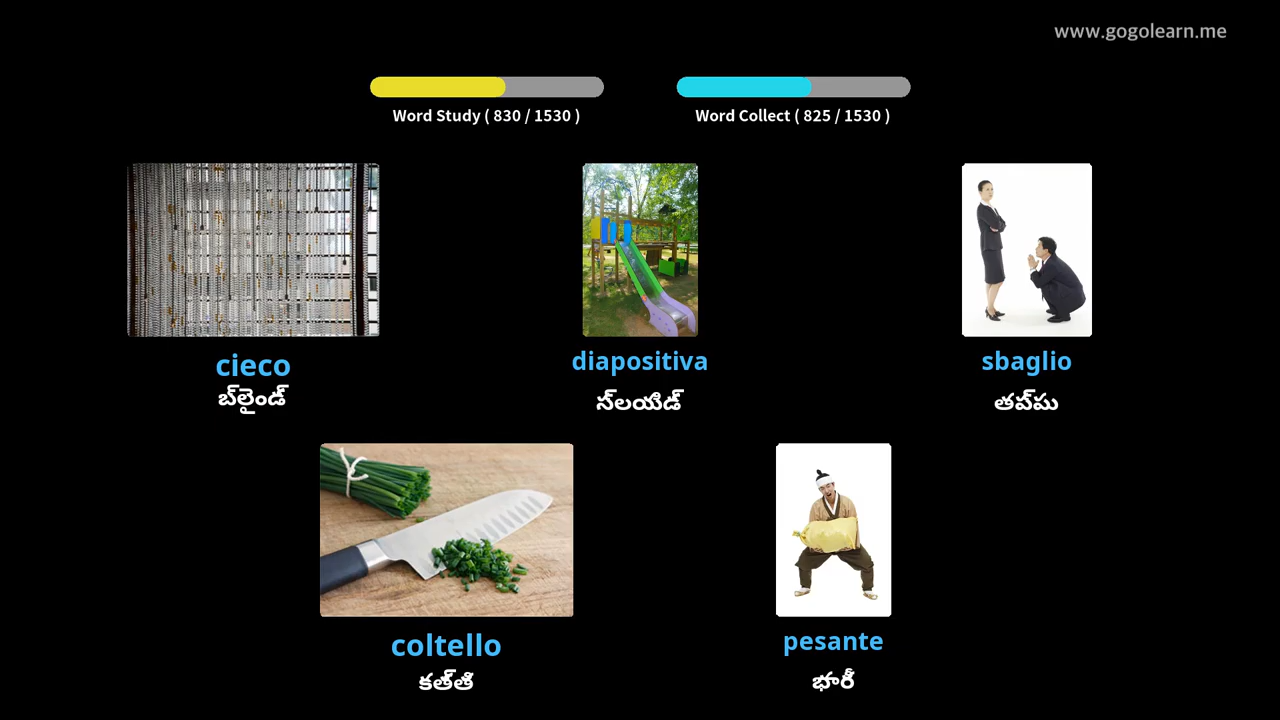 www.gogolearn.me
Word Study ( 830 / 1530 )
Word Collect ( 825 / 1530 )
cieco
బ్లైండ్
diapositiva
స్లయిడ్
sbaglio
తప్పు
coltello
కత్తి
pesante
భారీ